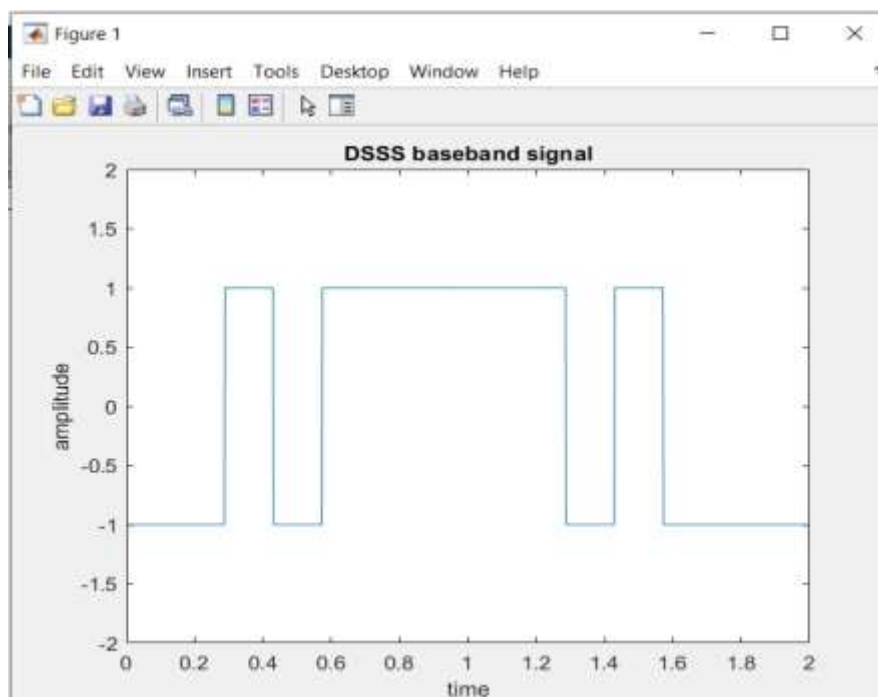 Figure 1
File Edit View Insert Tools Desktop Window Help
DSSS baseband signal
2
1.5
1
0.5
0
-0.5
-1
-1.5
-2
amplitude
0 0.2 0.4 0.6 0.8 1 1.2 1.4 1.6 1.8 2
time